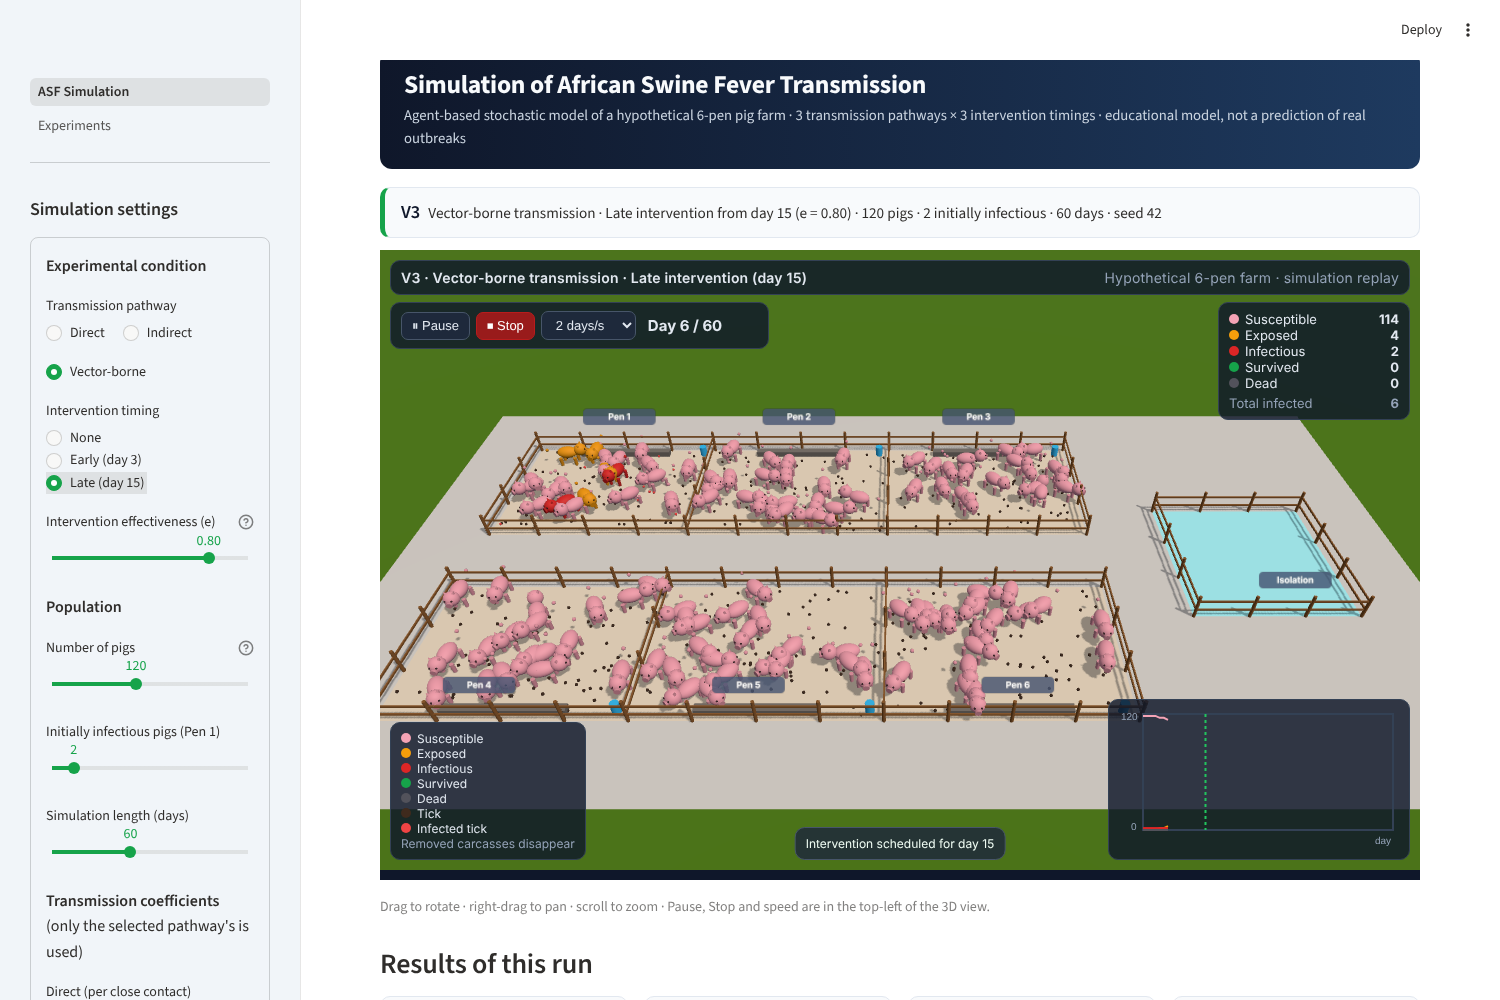 Deploy
ASF Simulation
Experiments
Simulation settings
Experimental condition
Transmission pathway
Direct
Indirect
Vector-borne
Intervention timing
None
Early (day 3)
Late (day 15)
Intervention effectiveness (e)
0.80
Population
Number of pigs
120
Initially infectious pigs (Pen 1)
2
Simulation length (days)
60
Transmission coefficients
(only the selected pathway's is
used)
Direct (per close contact)
Simulation of African Swine Fever Transmission
Agent-based stochastic model of a hypothetical 6-pen pig farm · 3 transmission pathways × 3 intervention timings · educational model, not a prediction of real
outbreaks
V3 Vector-borne transmission · Late intervention from day 15 (e = 0.80) · 120 pigs · 2 initially infectious · 60 days · seed 42
V3 · Vector-borne transmission · Late intervention (day 15)
Hypothetical 6-pen farm · simulation replay
Pause
Stop
2 days/s
Day 6 / 60
Susceptible 114
Exposed 4
Infectious 2
Survived 0
Dead 0
Total infected 6
Pen 1
Pen 2
Pen 3
Isolation
Pen 4
Pen 5
Pen 6
Susceptible
Exposed
Infectious
Survived
Dead
Tick
Infected tick
Removed carcasses disappear
Intervention scheduled for day 15
120
0
day
Drag to rotate · right-drag to pan · scroll to zoom · Pause, Stop and speed are in the top-left of the 3D view.
Results of this run